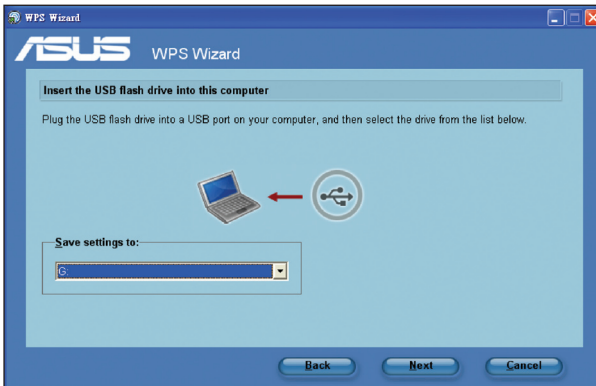 WPS Wizard
ASUS WPS Wizard
Insert the USB flash drive into this computer
Plug the USB flash drive into a USB port on your computer, and then select the drive from the list below.
Save settings to:
G:
Back Next Cancel